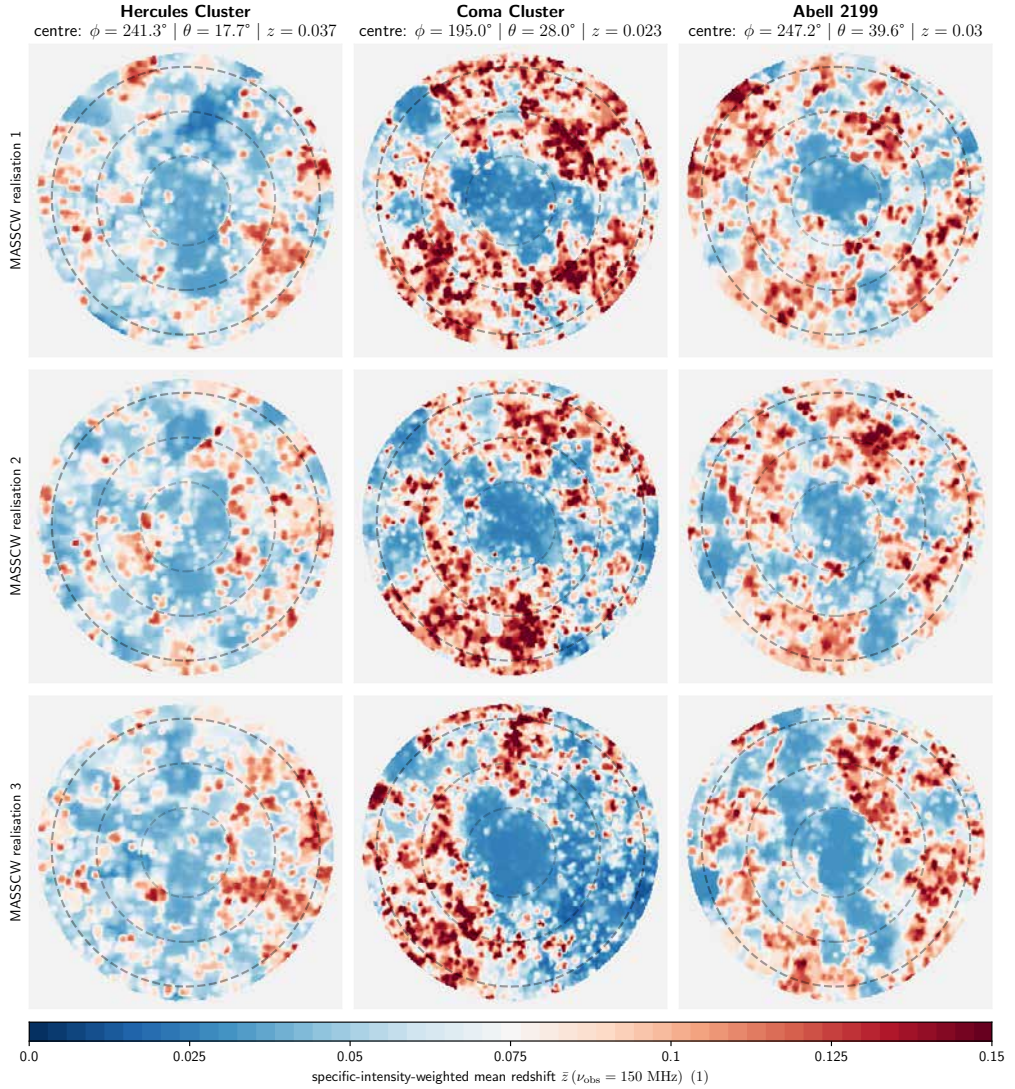 Hercules Cluster
centre: ϕ = 241.3° | θ = 17.7° | z = 0.037
Coma Cluster
centre: ϕ = 195.0° | θ = 28.0° | z = 0.023
Abell 2199
centre: ϕ = 247.2° | θ = 39.6° | z = 0.03
MASSCW realisation 1
MASSCW realisation 2
MASSCW realisation 3
0.0 0.025 0.05 0.075 0.1 0.125 0.15
specific-intensity-weighted mean redshift z̄ (ν_obs = 150 MHz) (1)